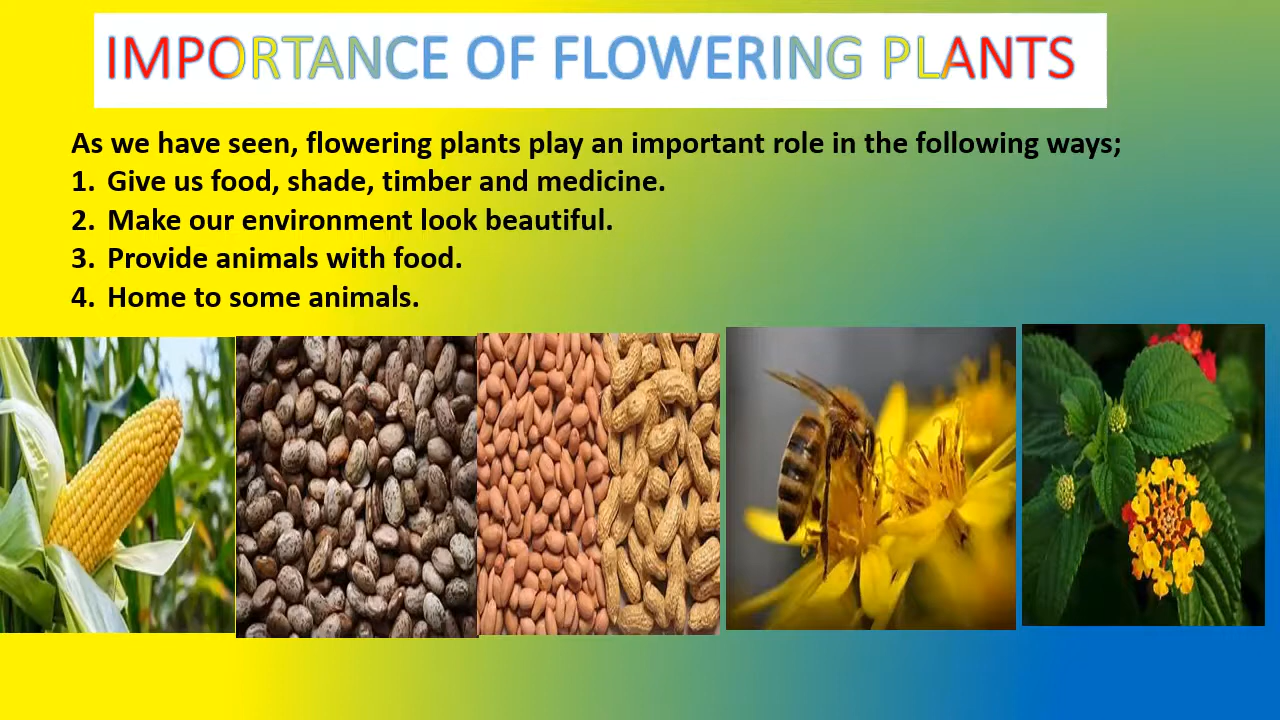 IMPORTANCE OF FLOWERING PLANTS
As we have seen, flowering plants play an important role in the following ways;
1. Give us food, shade, timber and medicine.
2. Make our environment look beautiful.
3. Provide animals with food.
4. Home to some animals.